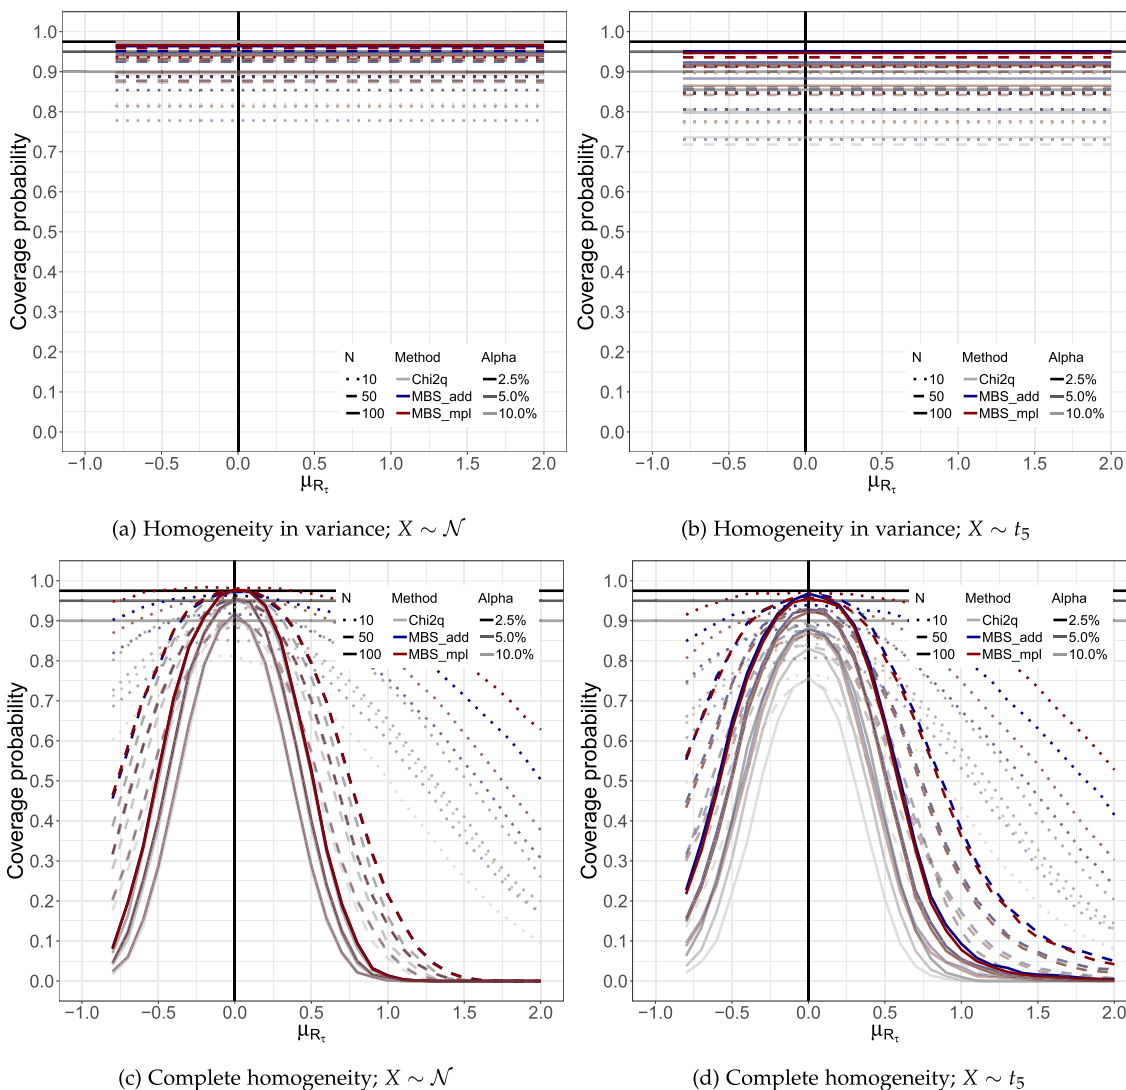 1.0
0.9
0.8
0.7
0.6
0.5
0.4
0.3
0.2
0.1
0.0
Coverage probability
N Method Alpha
10 Chi2q 2.5%
50 MBS_add 5.0%
100 MBS_mpl 10.0%
−1.0 −0.5 0.0 0.5 1.0 1.5 2.0
μRτ
(a) Homogeneity in variance; X ∼ N
1.0
0.9
0.8
0.7
0.6
0.5
0.4
0.3
0.2
0.1
0.0
Coverage probability
N Method Alpha
10 Chi2q 2.5%
50 MBS_add 5.0%
100 MBS_mpl 10.0%
−1.0 −0.5 0.0 0.5 1.0 1.5 2.0
μRτ
(b) Homogeneity in variance; X ∼ t5
1.0
0.9
0.8
0.7
0.6
0.5
0.4
0.3
0.2
0.1
0.0
Coverage probability
N Method Alpha
10 Chi2q 2.5%
50 MBS_add 5.0%
100 MBS_mpl 10.0%
−1.0 −0.5 0.0 0.5 1.0 1.5 2.0
μRτ
(c) Complete homogeneity; X ∼ N
1.0
0.9
0.8
0.7
0.6
0.5
0.4
0.3
0.2
0.1
0.0
Coverage probability
N Method Alpha
10 Chi2q 2.5%
50 MBS_add 5.0%
100 MBS_mpl 10.0%
−1.0 −0.5 0.0 0.5 1.0 1.5 2.0
μRτ
(d) Complete homogeneity; X ∼ t5